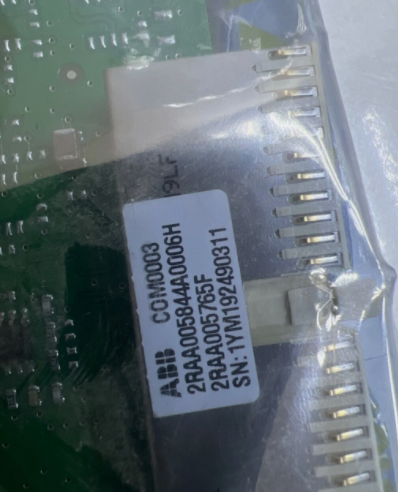 ABB COM0003
2RAA005844A0006H
2RAA005765F
SN: 1YM192490311
9LF